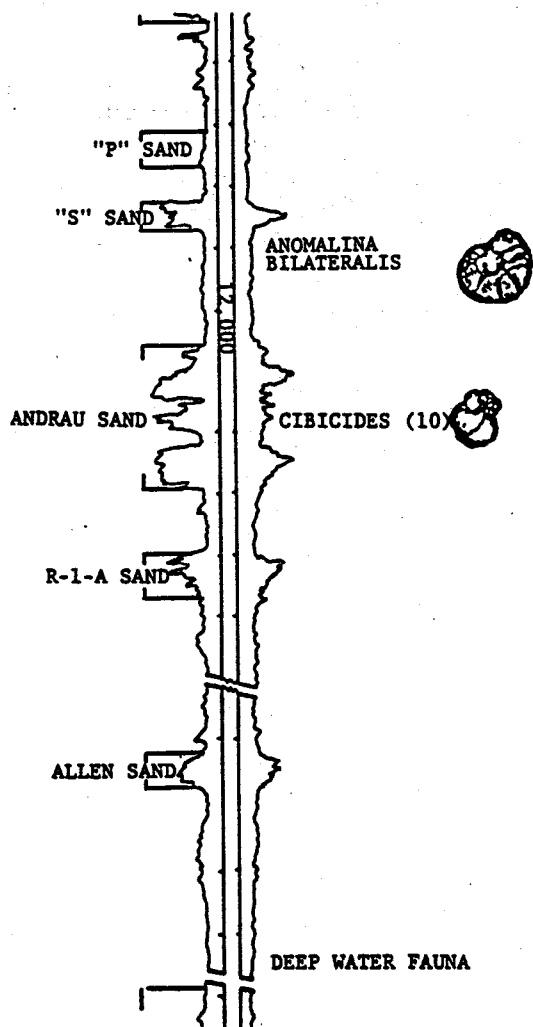 "P" SAND
"S" SAND
ANOMALINA
BILATERALIS
12,000
ANDRAU SAND
CIBICIDES (10)
R-1-A SAND
ALLEN SAND
DEEP WATER FAUNA